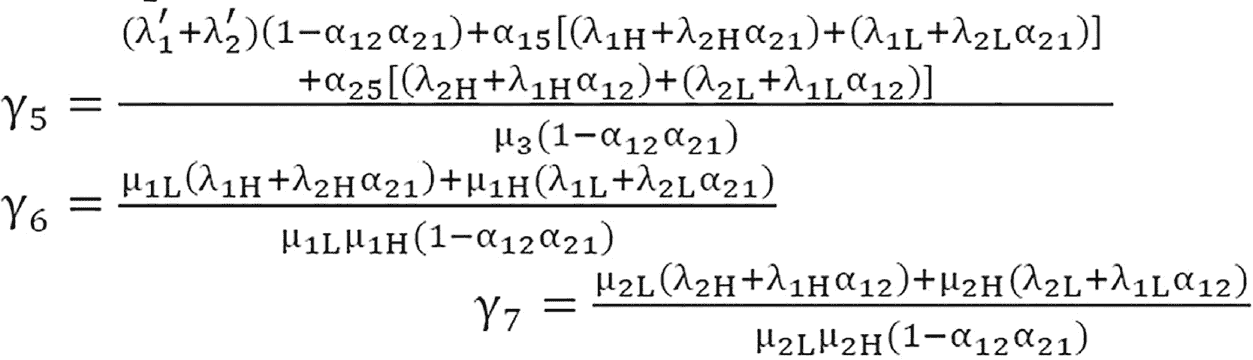 (λ′₁+λ′₂)(1−α₁₂α₂₁)+α₁₅[(λ₁H+λ₂Hα₂₁)+(λ₁L+λ₂Lα₂₁)]
+α₂₅[(λ₂H+λ₁Hα₁₂)+(λ₂L+λ₁Lα₁₂)]
γ₅ =
μ₃(1−α₁₂α₂₁)
μ₁L(λ₁H+λ₂Hα₂₁)+μ₁H(λ₁L+λ₂Lα₂₁)
γ₆ =
μ₁Lμ₁H(1−α₁₂α₂₁)
μ₂L(λ₂H+λ₁Hα₁₂)+μ₂H(λ₂L+λ₁Lα₁₂)
γ₇ =
μ₂Lμ₂H(1−α₁₂α₂₁)